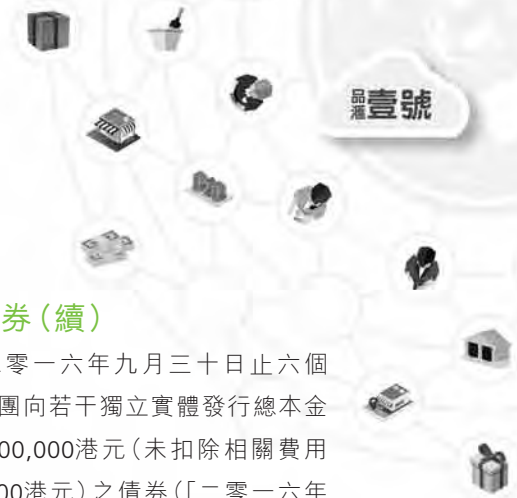 品滙壹號
券（續）
零一六年九月三十日止六個
團向若干獨立實體發行總本金
00,000港元（未扣除相關費用
00港元）之債券（「二零一六年